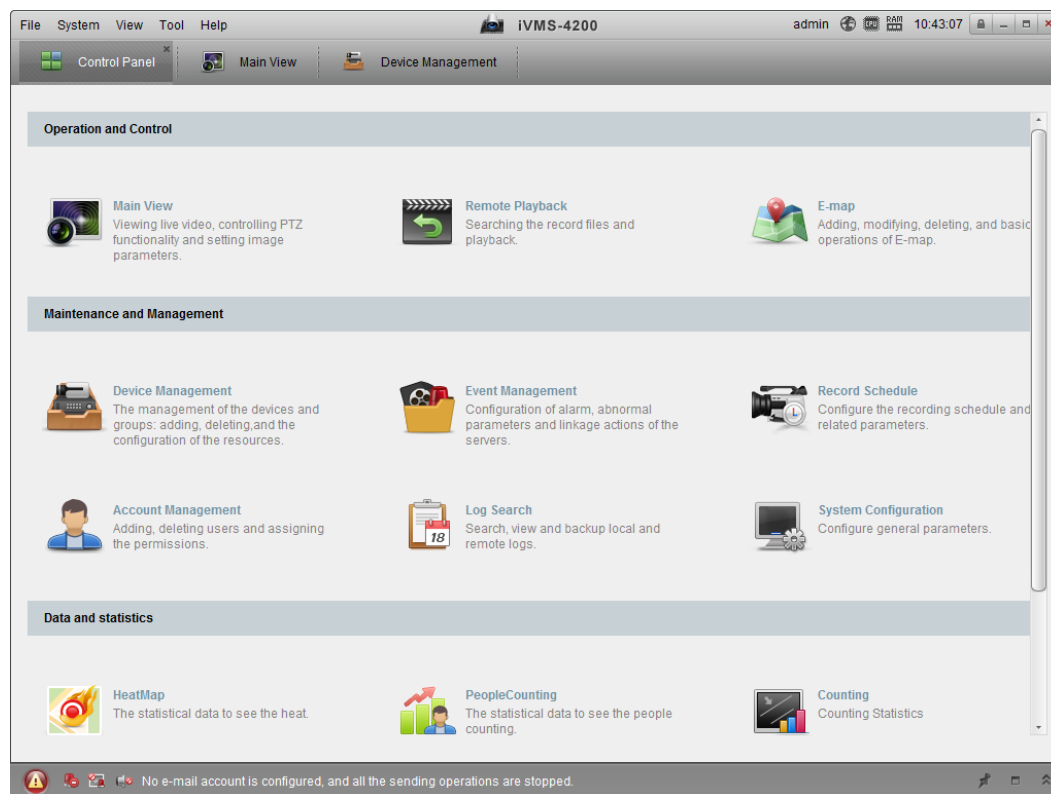 File System View Tool Help iVMS-4200 admin CPU RAM 10:43:07
Control Panel Main View Device Management
Operation and Control
Main View
Viewing live video, controlling PTZ
functionality and setting image
parameters.
Remote Playback
Searching the record files and
playback.
E-map
Adding, modifying, deleting, and basic
operations of E-map.
Maintenance and Management
Device Management
The management of the devices and
groups: adding, deleting,and the
configuration of the resources.
Event Management
Configuration of alarm, abnormal
parameters and linkage actions of the
servers.
Record Schedule
Configure the recording schedule and
related parameters.
Account Management
Adding, deleting users and assigning
the permissions.
18
Log Search
Search, view and backup local and
remote logs.
System Configuration
Configure general parameters.
Data and statistics
HeatMap
The statistical data to see the heat.
PeopleCounting
The statistical data to see the people
counting.
Counting
Counting Statistics
No e-mail account is configured, and all the sending operations are stopped.